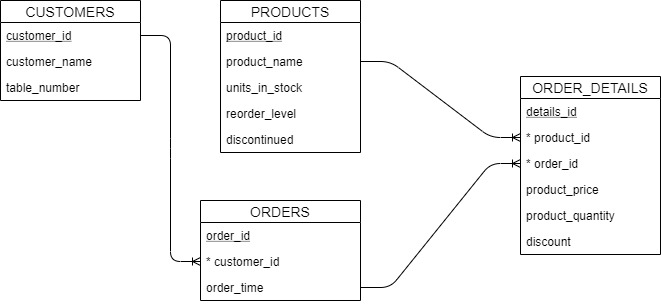 CUSTOMERS
customer_id
customer_name
table_number
PRODUCTS
product_id
product_name
units_in_stock
reorder_level
discontinued
ORDER_DETAILS
details_id
* product_id
* order_id
product_price
product_quantity
discount
ORDERS
order_id
* customer_id
order_time